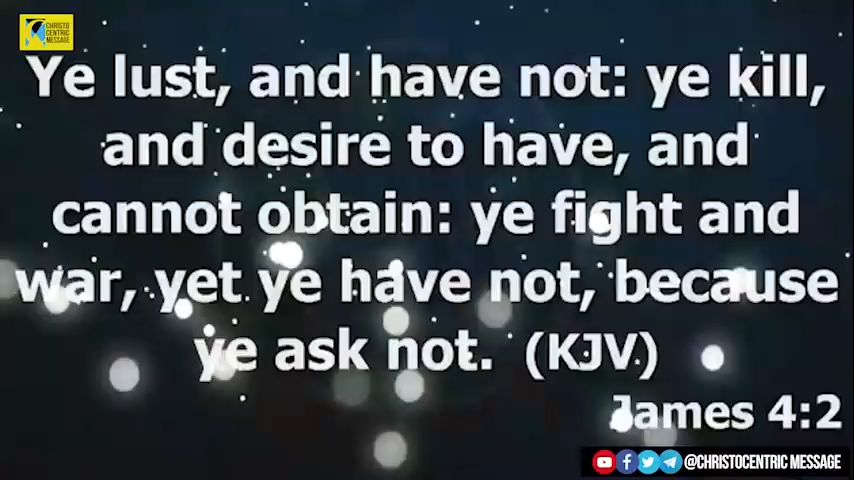 CHRISTO
CENTRIC
MESSAGE
Ye lust, and have not: ye kill,
and desire to have, and
cannot obtain: ye fight and
war, yet ye have not, because
ye ask not. (KJV)
James 4:2
@CHRISTOCENTRIC MESSAGE